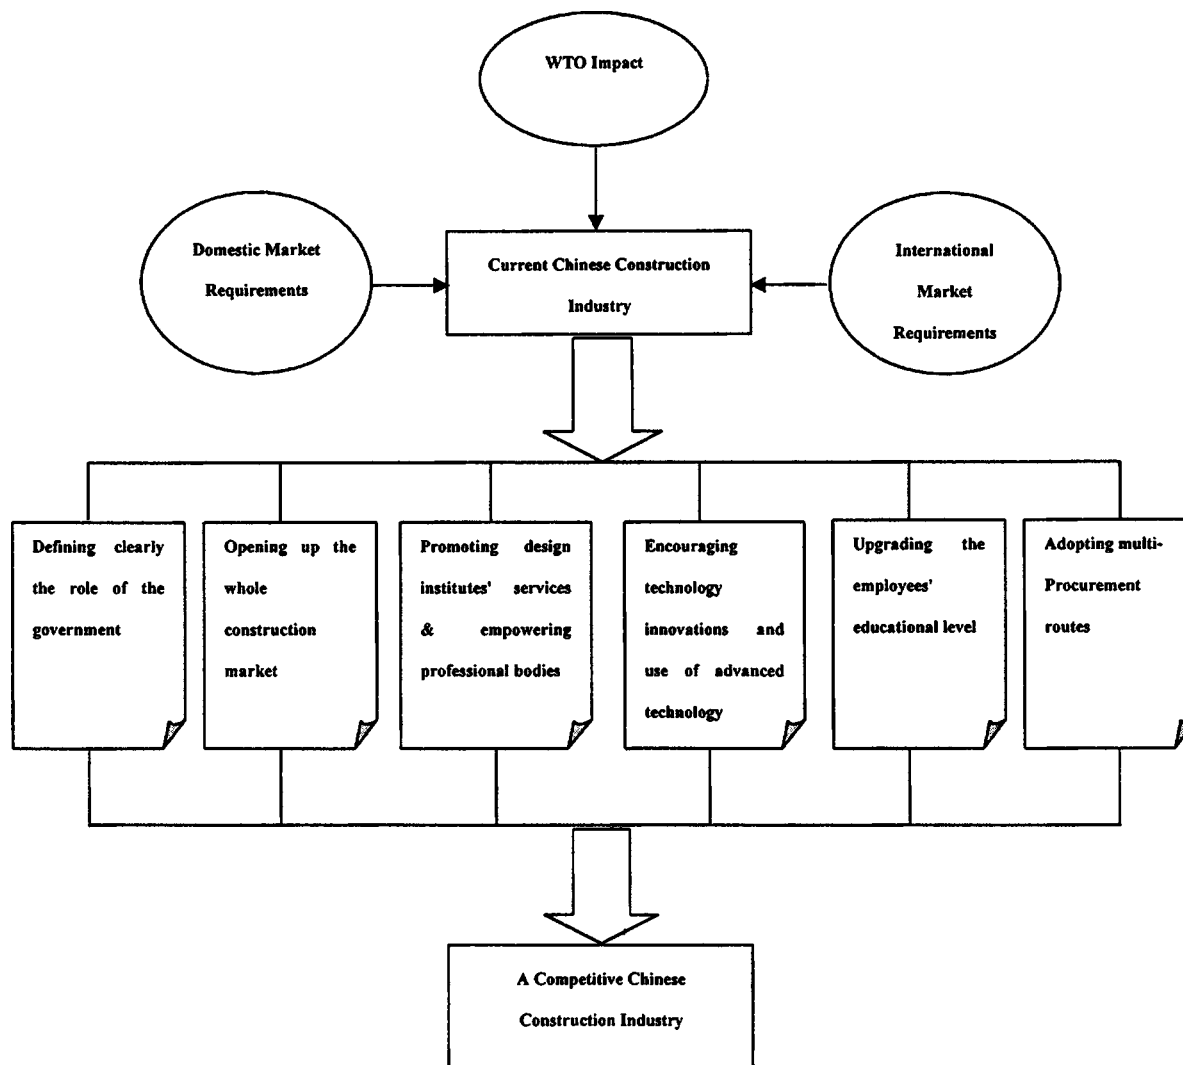 WTO Impact
Domestic Market
Requirements
Current Chinese Construction
Industry
International
Market
Requirements
Defining clearly
the role of the
government
Opening up the
whole
construction
market
Promoting design
institutes' services
& empowering
professional bodies
Encouraging
technology
innovations and
use of advanced
technology
Upgrading the
employees'
educational level
Adopting multi-
Procurement
routes
A Competitive Chinese
Construction Industry